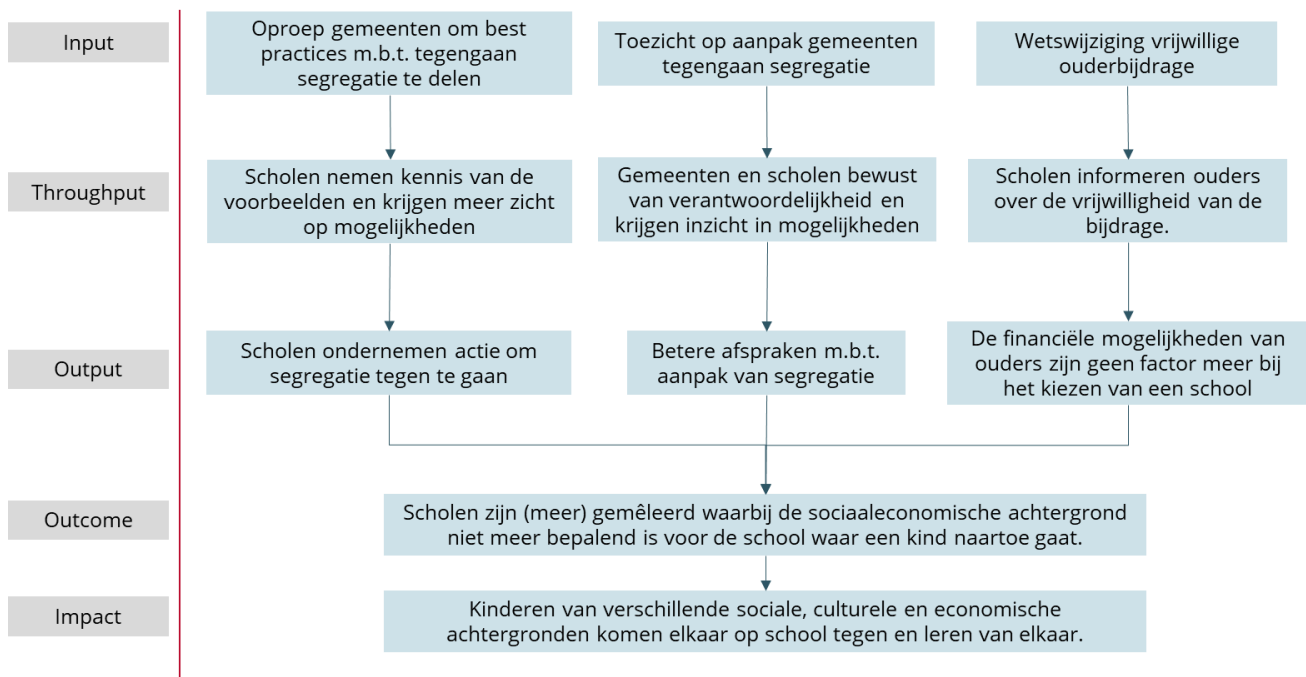 Input
Oproep gemeenten om best
practices m.b.t. tegengaan
segregatie te delen
Toezicht op aanpak gemeenten
tegengaan segregatie
Wetswijziging vrijwillige
ouderbijdrage
Throughput
Scholen nemen kennis van de
voorbeelden en krijgen meer zicht
op mogelijkheden
Gemeenten en scholen bewust
van verantwoordelijkheid en
krijgen inzicht in mogelijkheden
Scholen informeren ouders
over de vrijwilligheid van de
bijdrage.
Output
Scholen ondernemen actie om
segregatie tegen te gaan
Betere afspraken m.b.t.
aanpak van segregatie
De financiële mogelijkheden van
ouders zijn geen factor meer bij
het kiezen van een school
Outcome
Scholen zijn (meer) gemêleerd waarbij de sociaaleconomische achtergrond
niet meer bepalend is voor de school waar een kind naartoe gaat.
Impact
Kinderen van verschillende sociale, culturele en economische
achtergronden komen elkaar op school tegen en leren van elkaar.